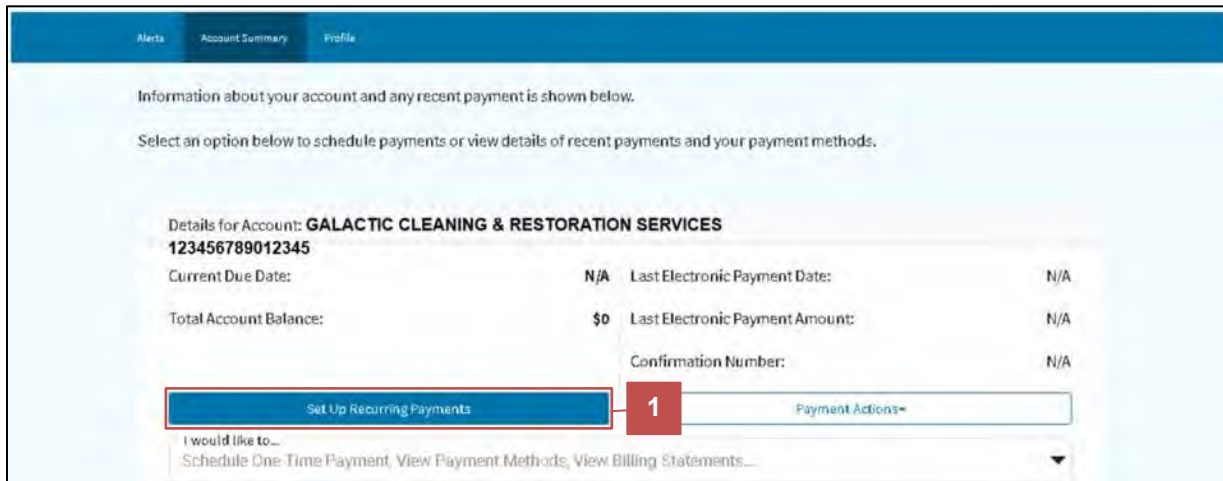 Alerts Account Summary Profile
Information about your account and any recent payment is shown below.
Select an option below to schedule payments or view details of recent payments and your payment methods.
Details for Account: GALACTIC CLEANING & RESTORATION SERVICES
123456789012345
Current Due Date: N/A Last Electronic Payment Date: N/A
Total Account Balance: $0 Last Electronic Payment Amount: N/A
Confirmation Number: N/A
Set Up Recurring Payments 1 Payment Actions
I would like to...
Schedule One Time Payment, View Payment Methods, View Billing Statements...